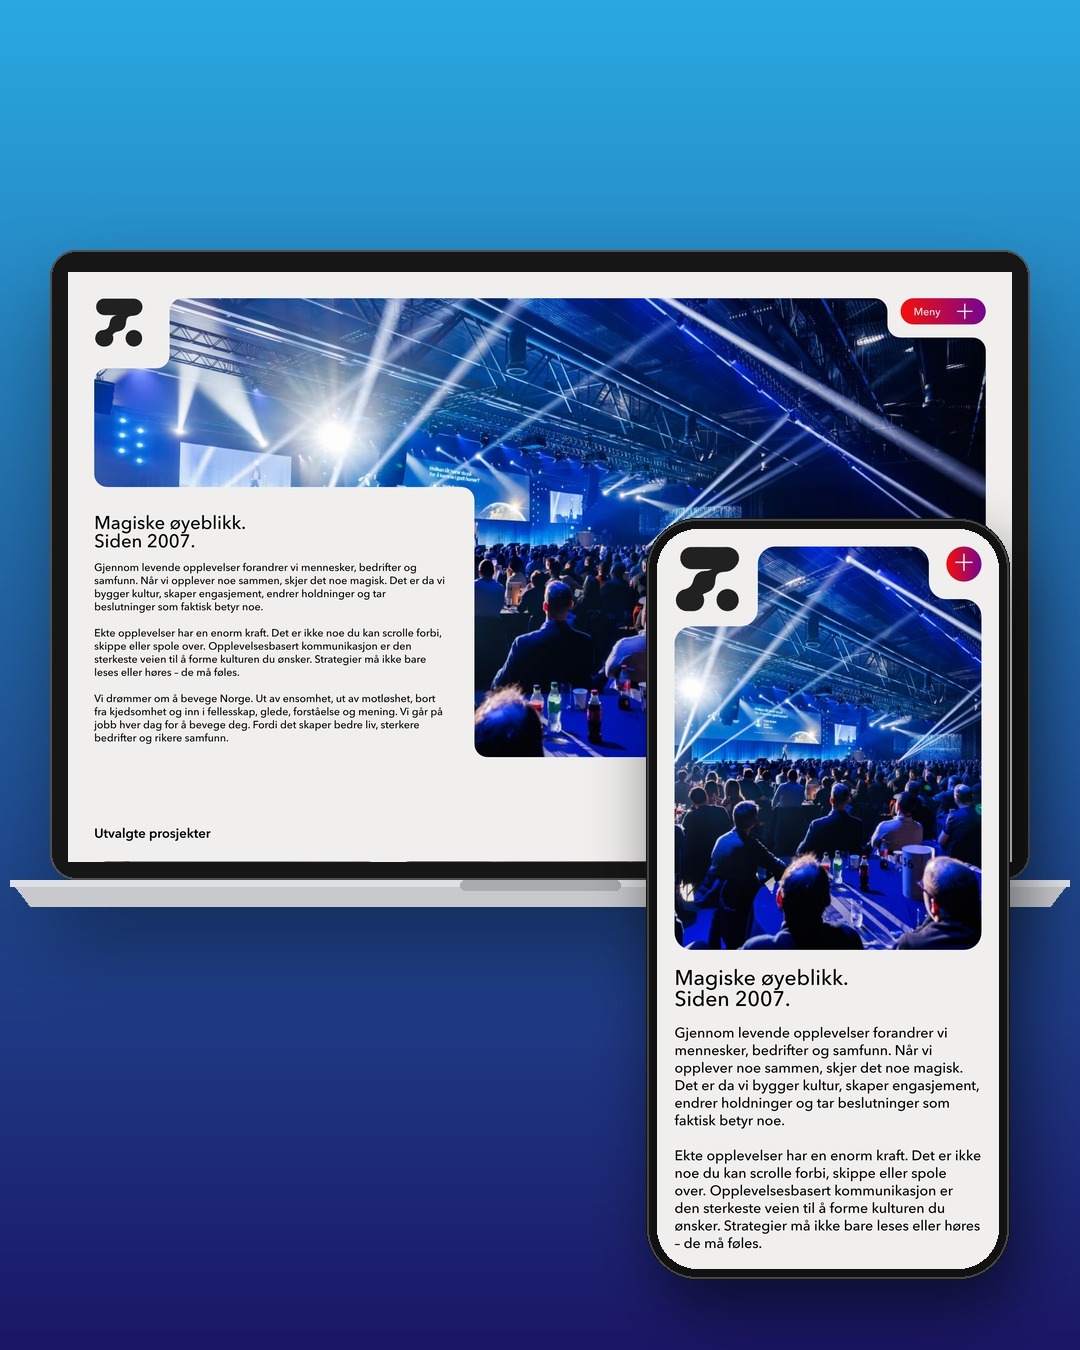 Meny
Magiske øyeblikk.
Siden 2007.
Gjennom levende opplevelser forandrer vi mennesker, bedrifter og
samfunn. Når vi opplever noe sammen, skjer det noe magisk. Det er da vi
bygger kultur, skaper engasjement, endrer holdninger og tar
beslutninger som faktisk betyr noe.
Ekte opplevelser har en enorm kraft. Det er ikke noe du kan scrolle forbi,
skippe eller spole over. Opplevelsesbasert kommunikasjon er den
sterkeste veien til å forme kulturen du ønsker. Strategier må ikke bare
leses eller høres – de må føles.
Vi drømmer om å bevege Norge. Ut av ensomhet, ut av motløshet, bort
fra kjedsomhet og inn i fellesskap, glede, forståelse og mening. Vi går på
jobb hver dag for å bevege deg. Fordi det skaper bedre liv, sterkere
bedrifter og rikere samfunn.
Utvalgte prosjekter
Magiske øyeblikk.
Siden 2007.
Gjennom levende opplevelser forandrer vi
mennesker, bedrifter og samfunn. Når vi
opplever noe sammen, skjer det noe magisk.
Det er da vi bygger kultur, skaper engasjement,
endrer holdninger og tar beslutninger som
faktisk betyr noe.
Ekte opplevelser har en enorm kraft. Det er ikke
noe du kan scrolle forbi, skippe eller spole
over. Opplevelsesbasert kommunikasjon er
den sterkeste veien til å forme kulturen du
ønsker. Strategier må ikke bare leses eller høres
– de må føles.